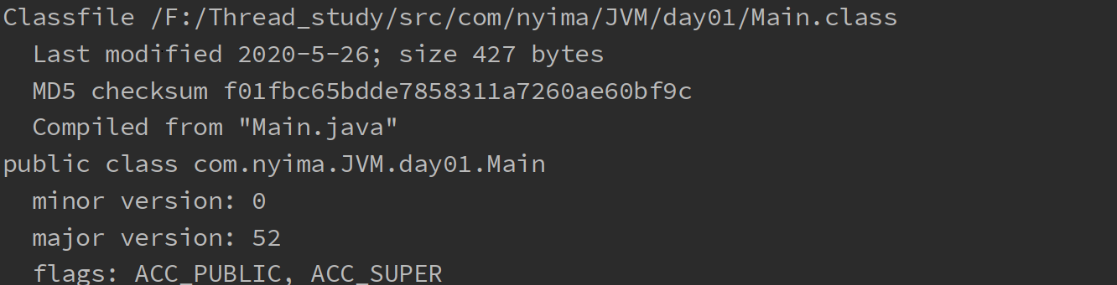 Classfile /F:/Thread_study/src/com/nyima/JVM/day01/Main.class
  Last modified 2020-5-26; size 427 bytes
  MD5 checksum f01fbc65bdde7858311a7260ae60bf9c
  Compiled from "Main.java"
public class com.nyima.JVM.day01.Main
  minor version: 0
  major version: 52
  flags: ACC_PUBLIC, ACC_SUPER